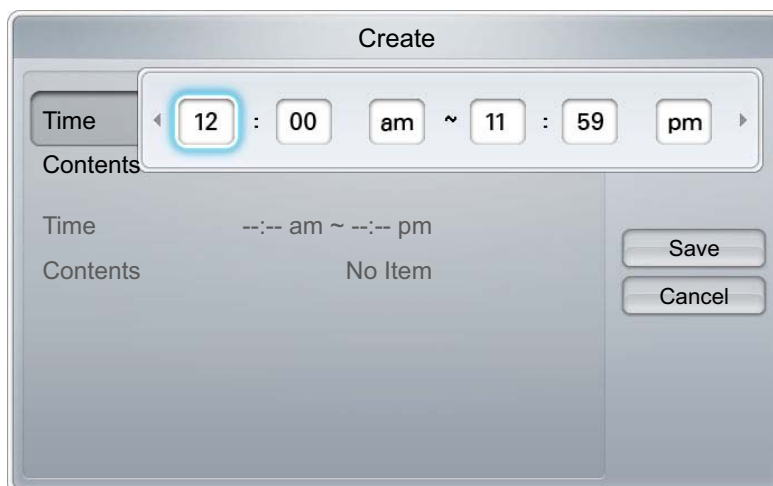 Create
Time 12 : 00 am ~ 11 : 59 pm
Contents
Time --:-- am ~ --:-- pm
Contents No Item
Save
Cancel